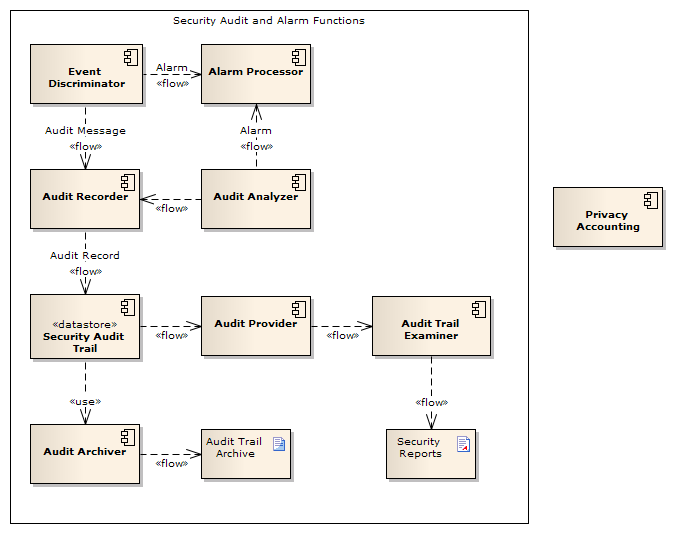 Security Audit and Alarm Functions
Event
Discriminator
Alarm
«flow»
Alarm Processor
Audit Message
«flow»
Alarm
«flow»
Audit Recorder
«flow»
Audit Analyzer
Privacy
Accounting
Audit Record
«flow»
«datastore»
Security Audit
Trail
«flow»
Audit Provider
«flow»
Audit Trail
Examiner
«use»
«flow»
Audit Archiver
«flow»
Audit Trail
Archive
Security
Reports